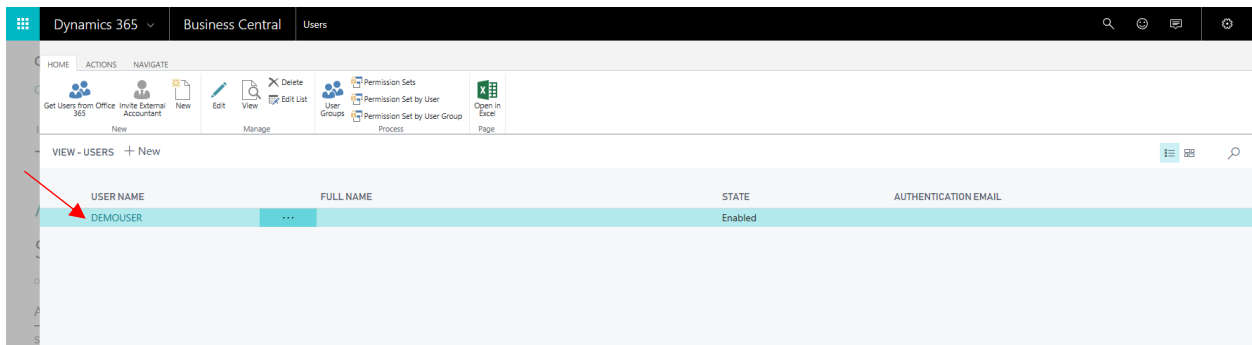 Dynamics 365 Business Central Users
HOME ACTIONS NAVIGATE
Get Users from Office 365
Invite External Accountant
New
Edit
View
Delete
Edit List
User Groups
Permission Sets
Permission Set by User
Permission Set by User Group
Open in Excel
New Manage Process Page
VIEW - USERS + New
USER NAME FULL NAME STATE AUTHENTICATION EMAIL
DEMOUSER ... Enabled